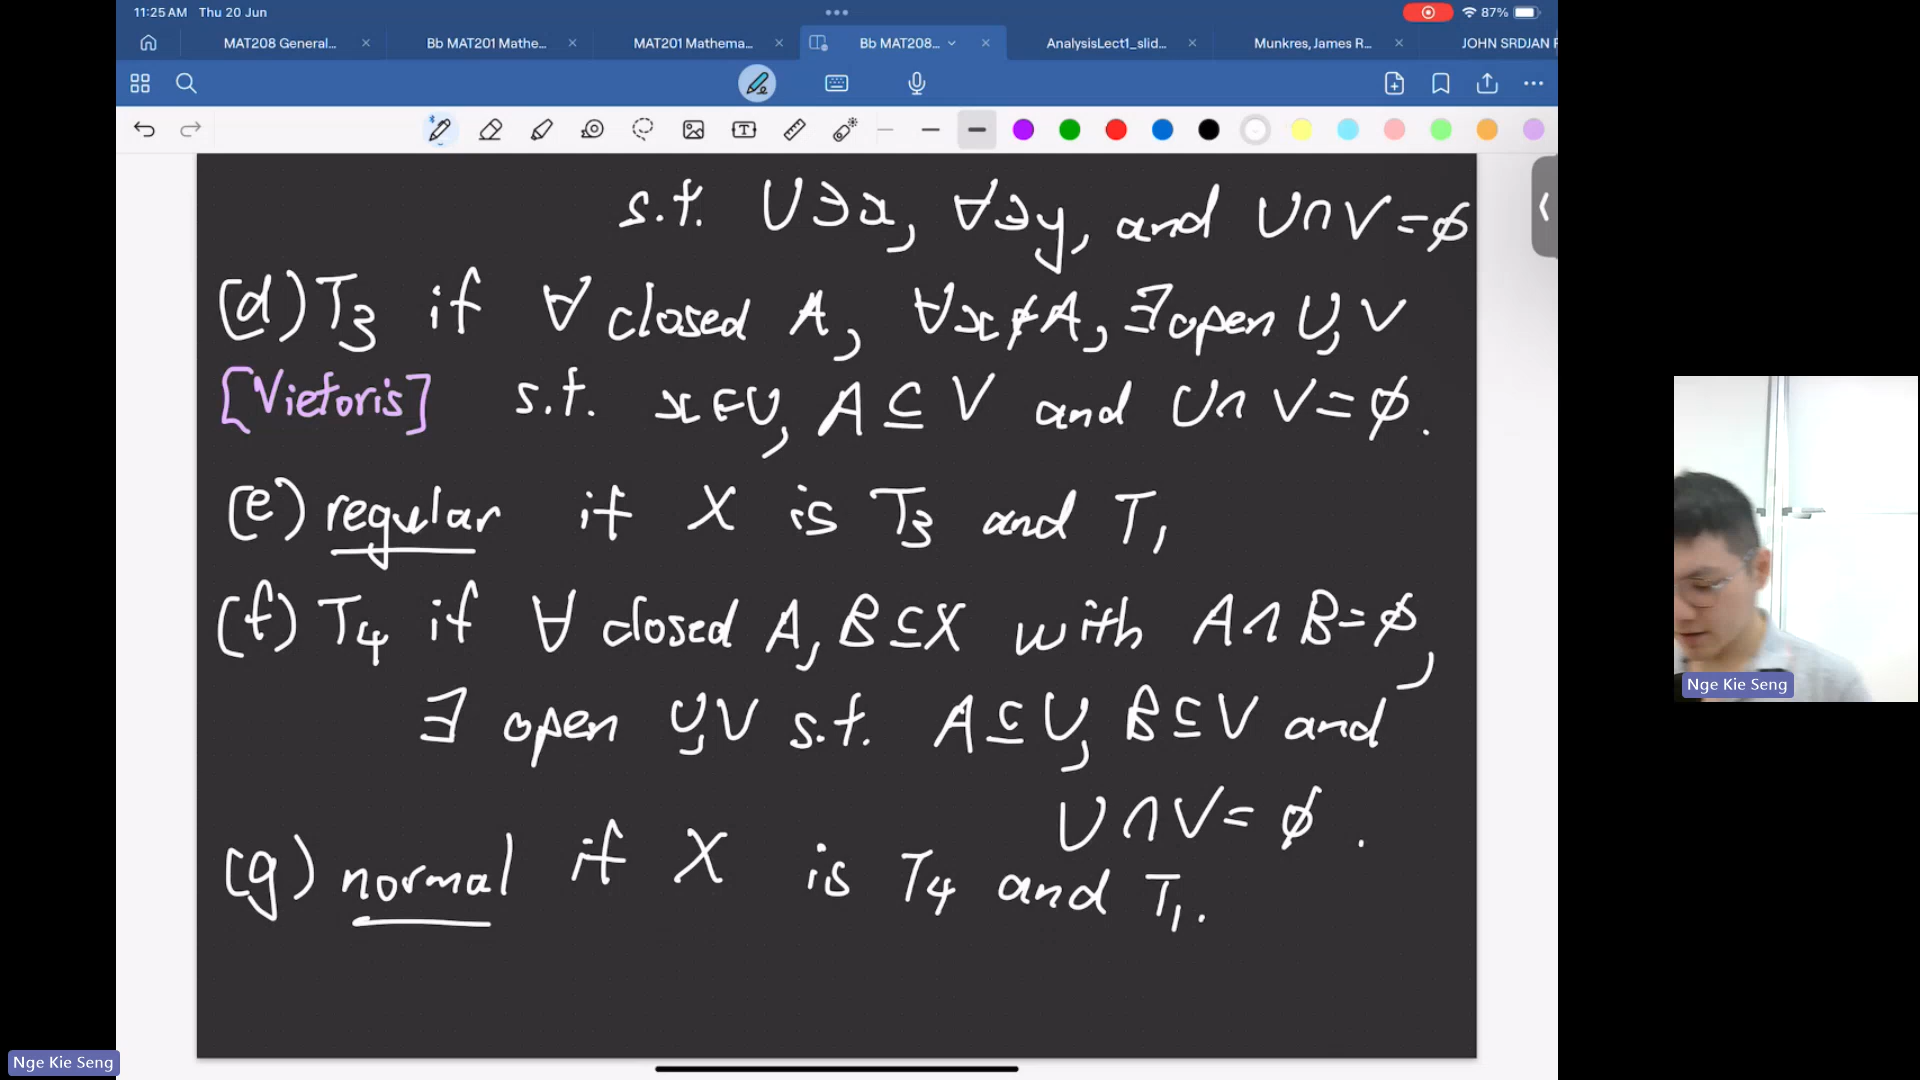 11:25 AM Thu 20 Jun
87%
MAT208 General...
Bb MAT201 Mathe...
MAT201 Mathema...
Bb MAT208...
AnalysisLect1_slid...
Munkres, James R...
JOHN SRDJAN P
s.t. U∋x, ∀∋y, and U∩V=∅
(d) T₃ if ∀ closed A, ∀x∉A, ∃ open U, V
[Vietoris] s.t. x∈U, A⊆V and U∩V=∅.
(e) regular if X is T₃ and T₁
(f) T₄ if ∀ closed A, B⊆X with A∩B=∅,
∃ open U, V s.t. A⊆U, B⊆V and
U∩V=∅.
(g) normal if X is T₄ and T₁.
Nge Kie Seng
Nge Kie Seng